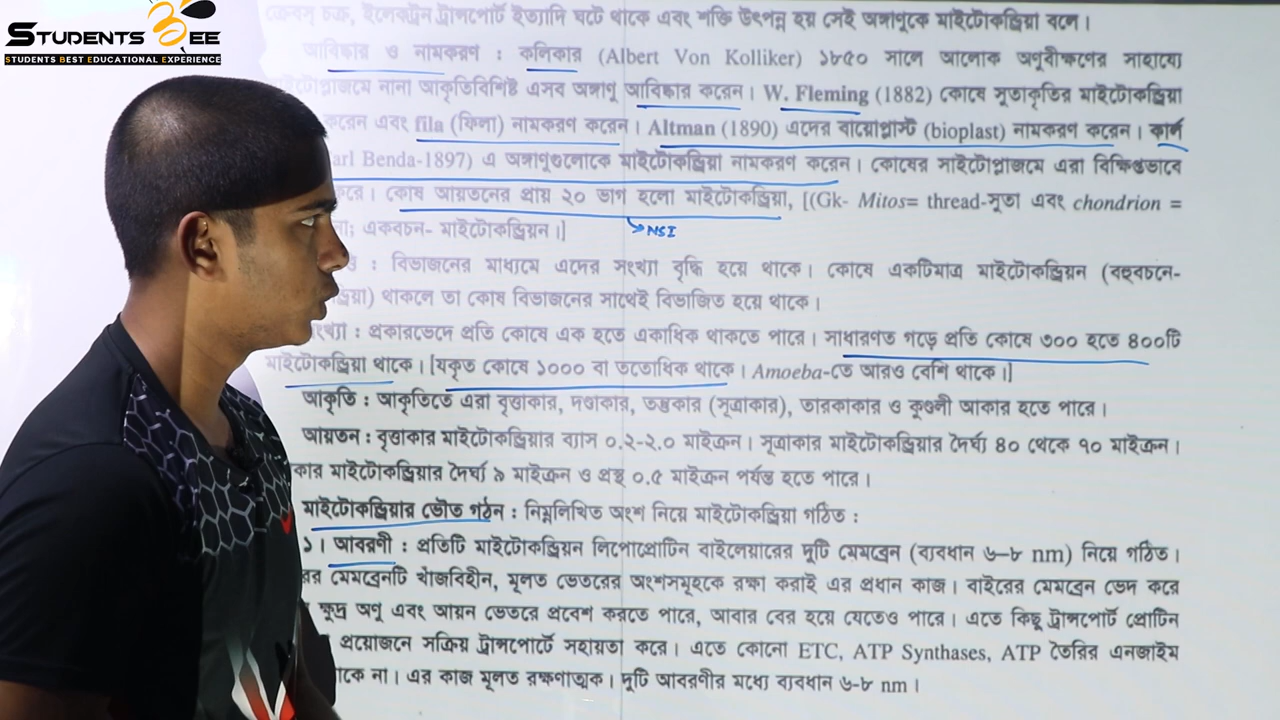 STUDENTS BEE
STUDENTS BEST EDUCATIONAL EXPERIENCE
ক্রেবস্ চক্র, ইলেকট্রন ট্রান্সপোর্ট ইত্যাদি ঘটে থাকে এবং শক্তি উৎপন্ন হয় সেই অঙ্গাণুকে মাইটোকন্ড্রিয়া বলে।
আবিষ্কার ও নামকরণ : কলিকার (Albert Von Kolliker) ১৮৫০ সালে আলোক অণুবীক্ষণের সাহায্যে
নানা আকৃতিবিশিষ্ট এসব অঙ্গাণু আবিষ্কার করেন। W. Fleming (1882) কোষে সূতাকৃতির মাইটোকন্ড্রিয়া
করেন এবং fila (ফিলা) নামকরণ করেন। Altman (1890) এদের বায়োপ্লাস্ট (bioplast) নামকরণ করেন। কার্ল
Benda-1897) এ অঙ্গাণুগুলোকে মাইটোকন্ড্রিয়া নামকরণ করেন। কোষের সাইটোপ্লাজমে এরা বিক্ষিপ্তভাবে
করে। কোষ আয়তনের প্রায় ২০ ভাগ হলো মাইটোকন্ড্রিয়া, [(Gk- Mitos= thread-সূতা এবং chondrion =
একবচন- মাইটোকন্ড্রিয়ন।]
NSI
: বিভাজনের মাধ্যমে এদের সংখ্যা বৃদ্ধি হয়ে থাকে। কোষে একটিমাত্র মাইটোকন্ড্রিয়ন (বহুবচনে-
থাকলে তা কোষ বিভাজনের সাথেই বিভাজিত হয়ে থাকে।
: প্রকারভেদে প্রতি কোষে এক হতে একাধিক থাকতে পারে। সাধারণত গড়ে প্রতি কোষে ৩০০ হতে ৪০০টি
মাইটোকন্ড্রিয়া থাকে। [যকৃত কোষে ১০০০ বা ততোধিক থাকে। Amoeba-তে আরও বেশি থাকে।]
আকৃতি : আকৃতিতে এরা বৃত্তাকার, দণ্ডাকার, তন্তুকার (সূত্রাকার), তারকাকার ও কুণ্ডলী আকার হতে পারে।
আয়তন : বৃত্তাকার মাইটোকন্ড্রিয়ার ব্যাস ০.২-২.০ মাইক্রন। সূত্রাকার মাইটোকন্ড্রিয়ার দৈর্ঘ্য ৪০ থেকে ৭০ মাইক্রন।
মাইটোকন্ড্রিয়ার দৈর্ঘ্য ৯ মাইক্রন ও প্রস্থ ০.৫ মাইক্রন পর্যন্ত হতে পারে।
মাইটোকন্ড্রিয়ার ভৌত গঠন : নিম্নলিখিত অংশ নিয়ে মাইটোকন্ড্রিয়া গঠিত :
১। আবরণী : প্রতিটি মাইটোকন্ড্রিয়ন লিপোপ্রোটিন বাইলেয়ারের দুটি মেমব্রেন (ব্যবধান ৬-৮ nm) নিয়ে গঠিত।
মেমব্রেনটি খাঁজবিহীন, মূলত ভেতরের অংশসমূহকে রক্ষা করাই এর প্রধান কাজ। বাইরের মেমব্রেন ভেদ করে
ক্ষুদ্র অণু এবং আয়ন ভেতরে প্রবেশ করতে পারে, আবার বের হয়ে যেতেও পারে। এতে কিছু ট্রান্সপোর্ট প্রোটিন
প্রয়োজনে সক্রিয় ট্রান্সপোর্টে সহায়তা করে। এতে কোনো ETC, ATP Synthases, ATP তৈরির এনজাইম
না। এর কাজ মূলত রক্ষণাত্মক। দুটি আবরণীর মধ্যে ব্যবধান ৬-৮ nm।